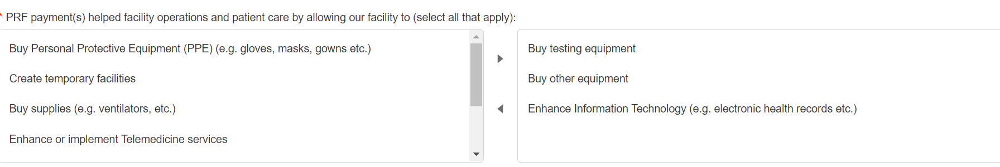 * PRF payment(s) helped facility operations and patient care by allowing our facility to (select all that apply):
Buy Personal Protective Equipment (PPE) (e.g. gloves, masks, gowns etc.)
Create temporary facilities
Buy supplies (e.g. ventilators, etc.)
Enhance or implement Telemedicine services
Buy testing equipment
Buy other equipment
Enhance Information Technology (e.g. electronic health records etc.)